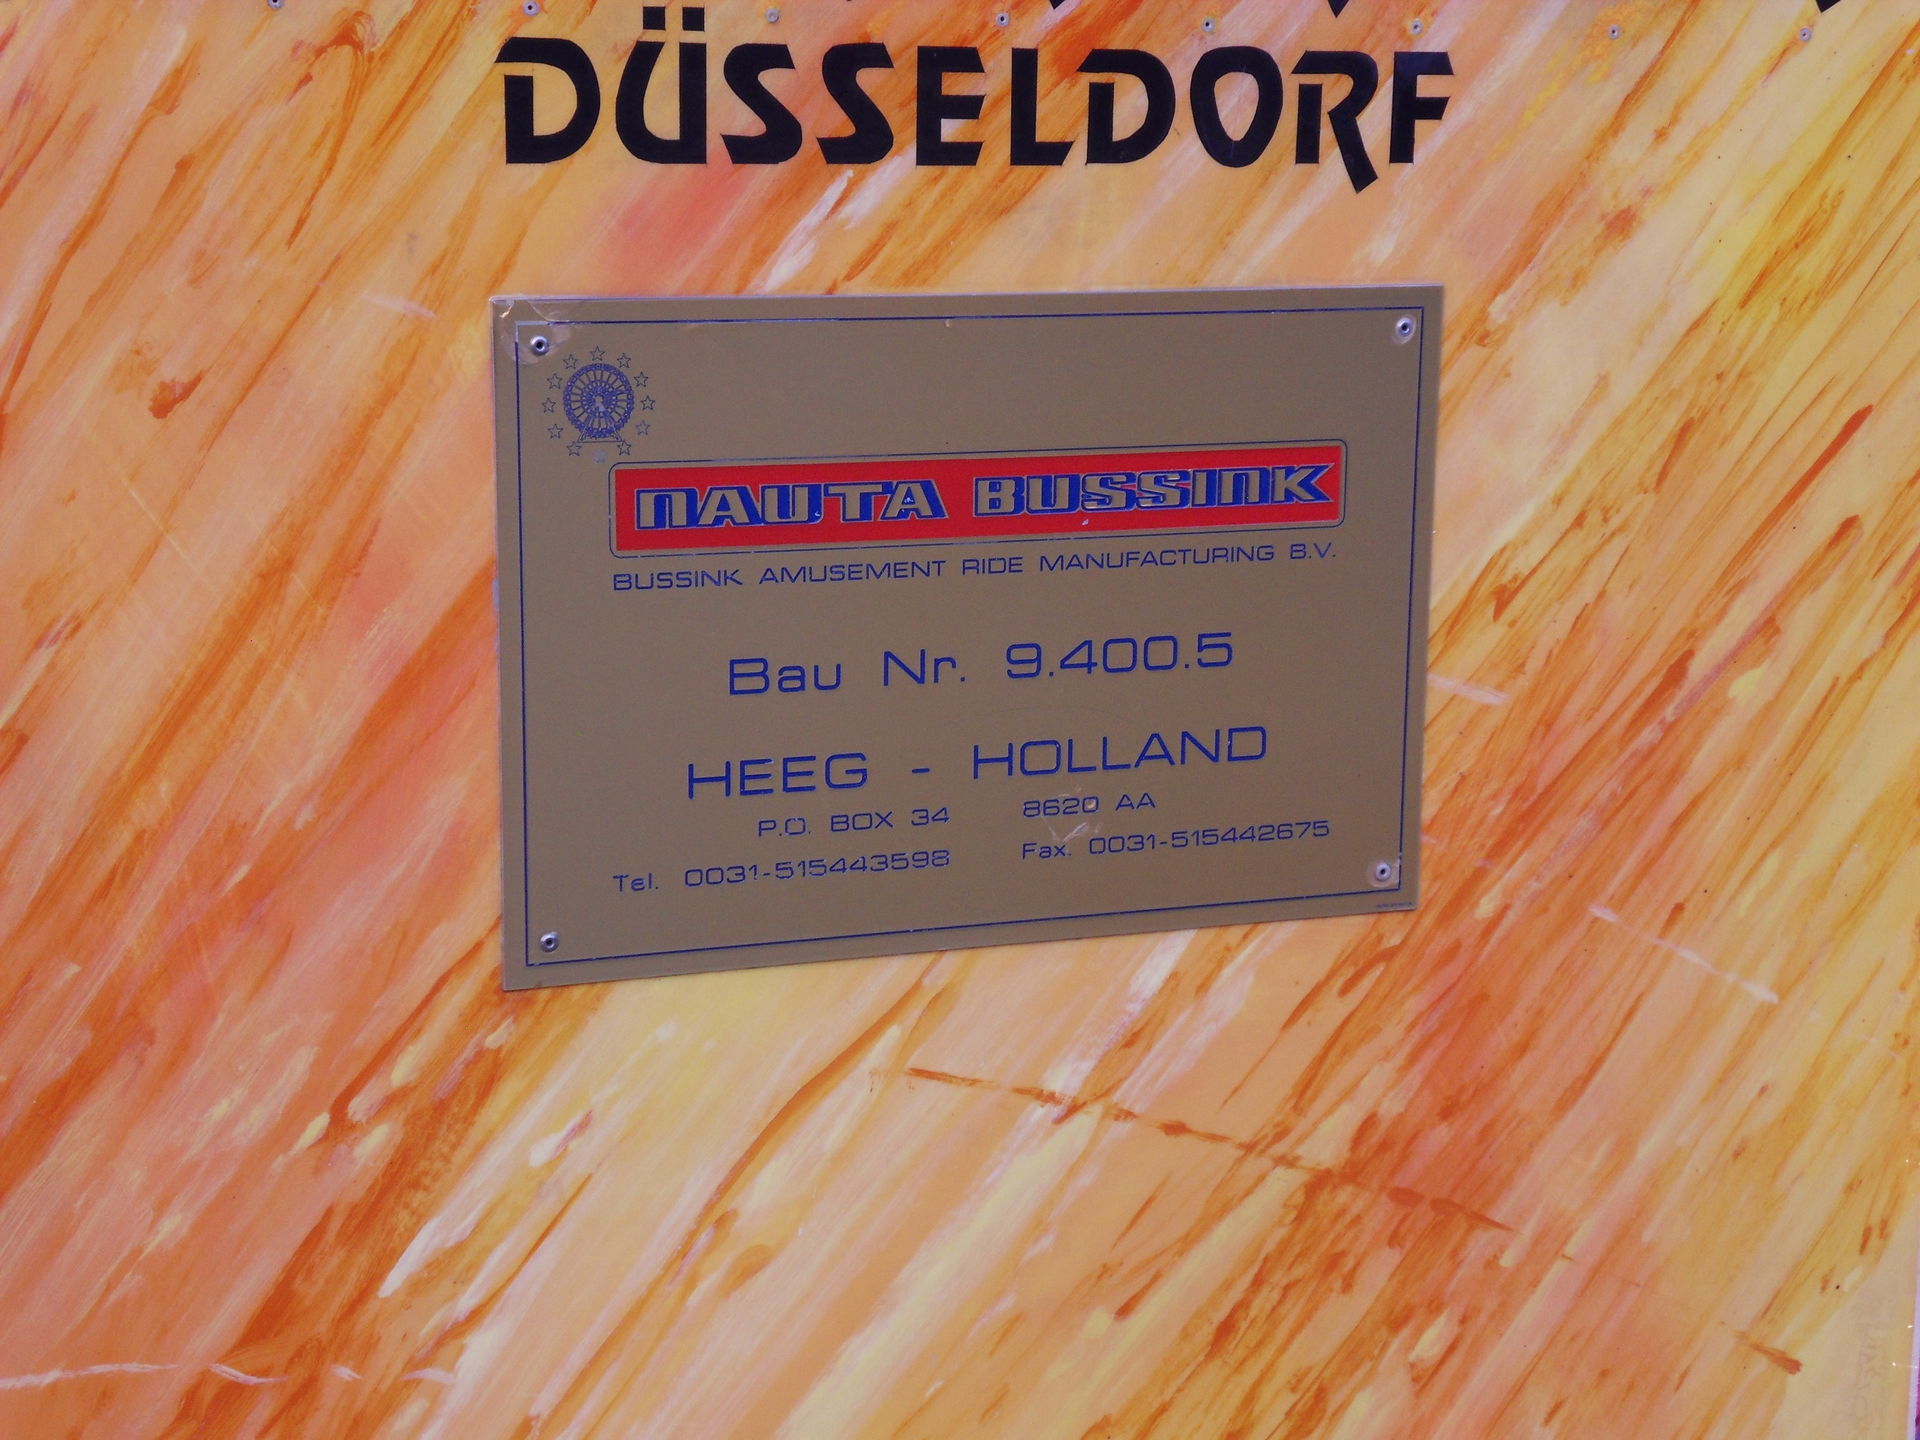 DÜSSELDORF
NAUTA BUSSINK
BUSSINK AMUSEMENT RIDE MANUFACTURING B.V.
Bau Nr. 9.400.5
HEEG - HOLLAND
P.O. BOX 34 8620 AA
Tel. 0031-515443598 Fax. 0031-515442675